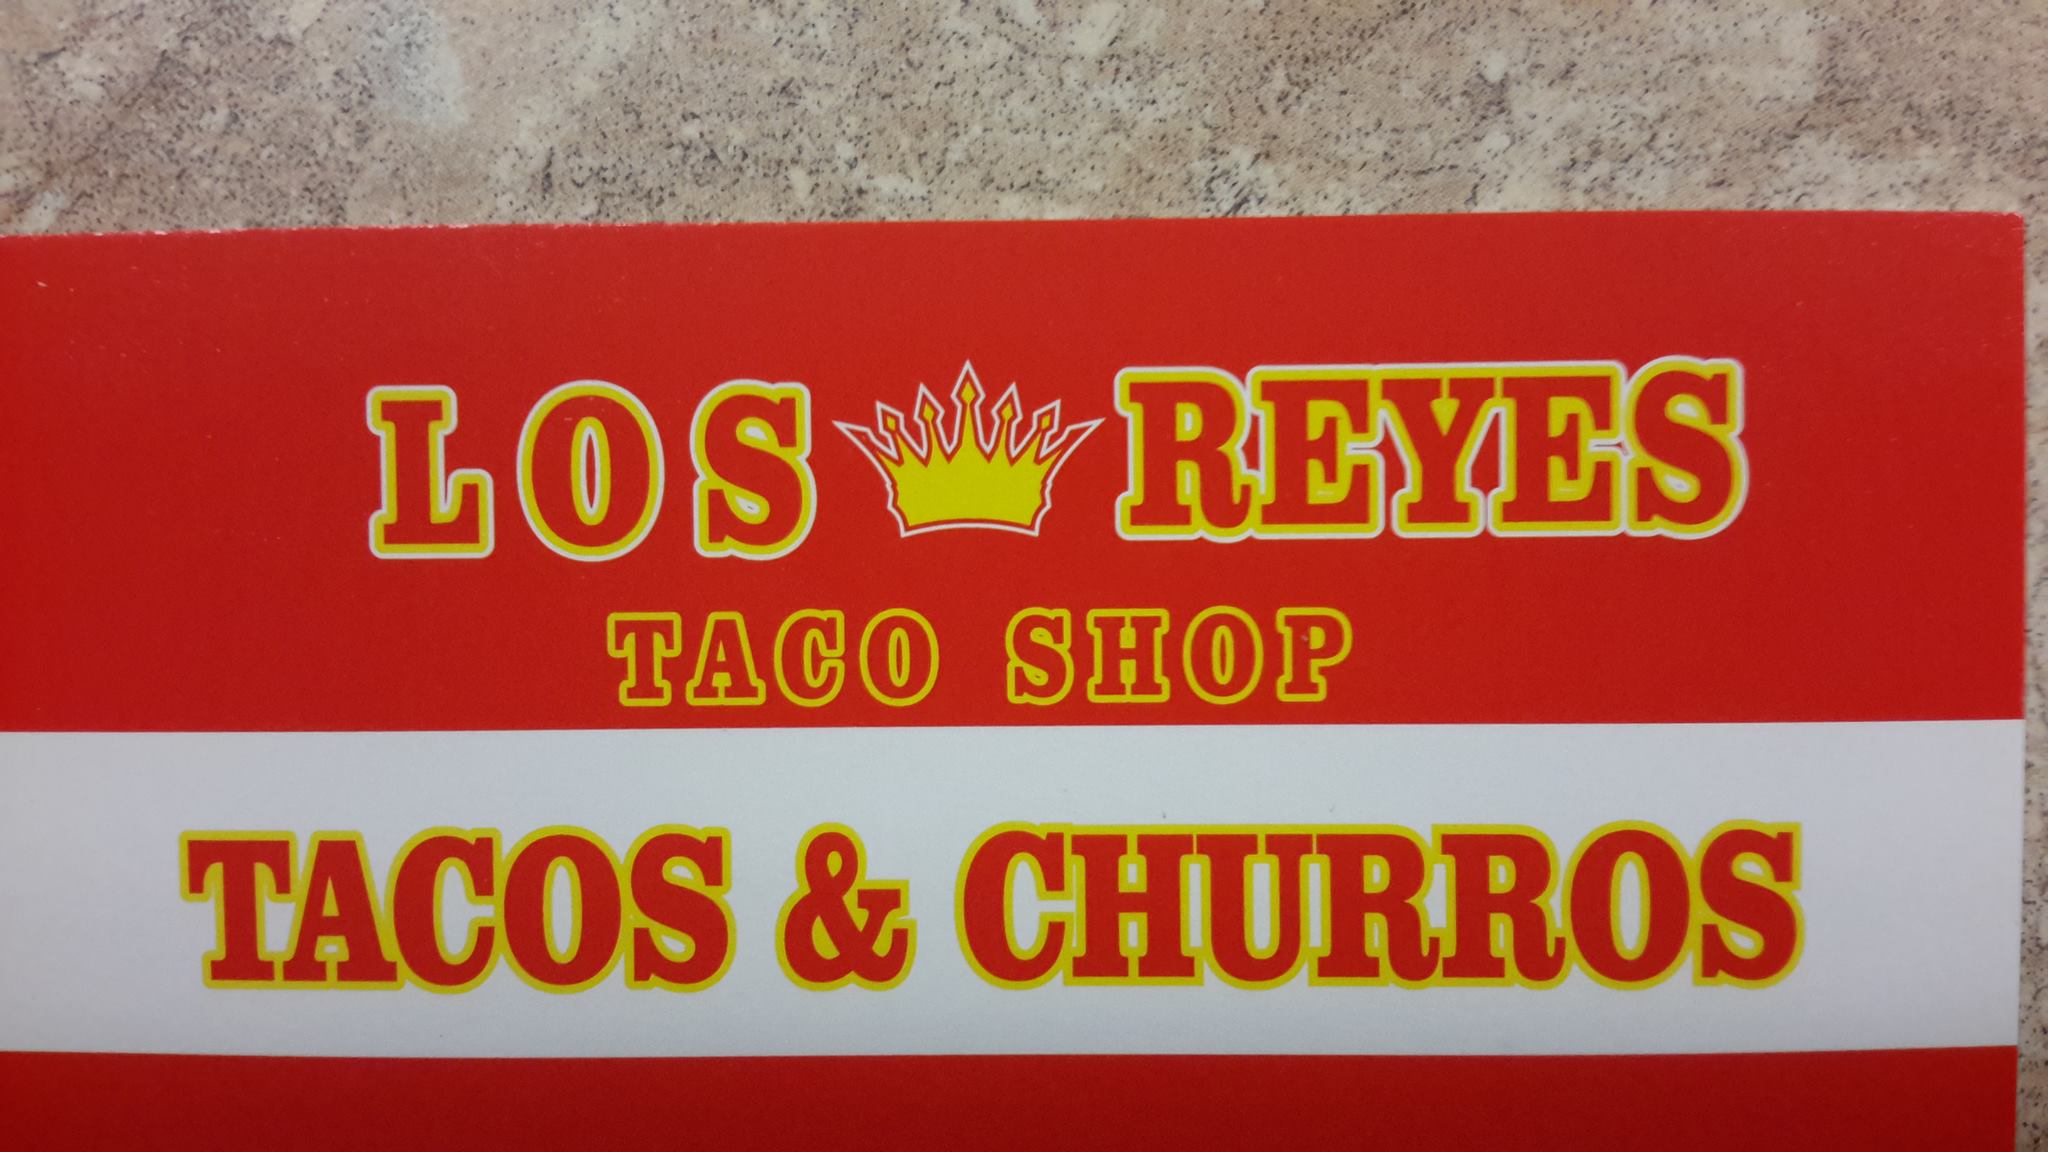 LOS REYES
TACO SHOP
TACOS & CHURROS